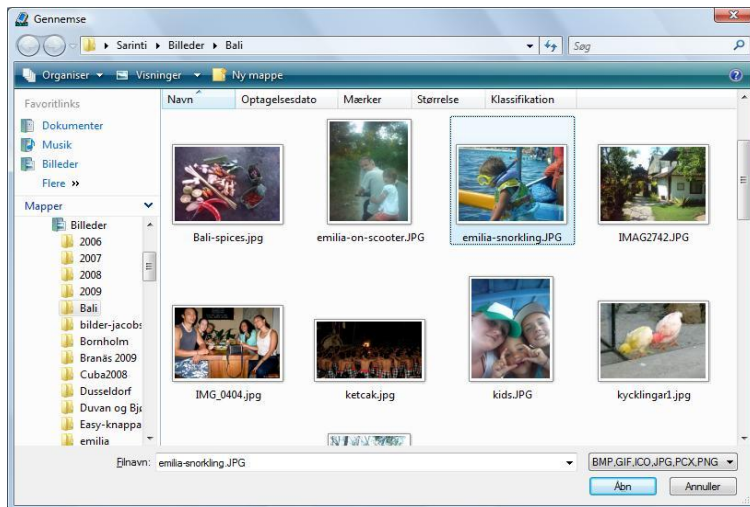 Gennemse
Sarinti ▸ Billeder ▸ Bali
Søg
Organiser
Visninger
Ny mappe
Favoritlinks
Dokumenter
Musik
Billeder
Flere »
Mapper
Billeder
2006
2007
2008
2009
Bali
bilder-jacobs
Bornholm
Branäs 2009
Cuba2008
Dusseldorf
Duvan og Bjø
Easy-knappa
emilia
Navn Optagelsesdato Mærker Størrelse Klassifikation
Bali-spices.jpg
emilia-on-scooter.JPG
emilia-snorkling.JPG
IMAG2742.JPG
IMG_0404.jpg
ketcak.jpg
kids.JPG
kycklingar1.jpg
Filnavn: emilia-snorkling.JPG
BMP,GIF,ICO,JPG,PCX,PNG
Åbn
Annuller